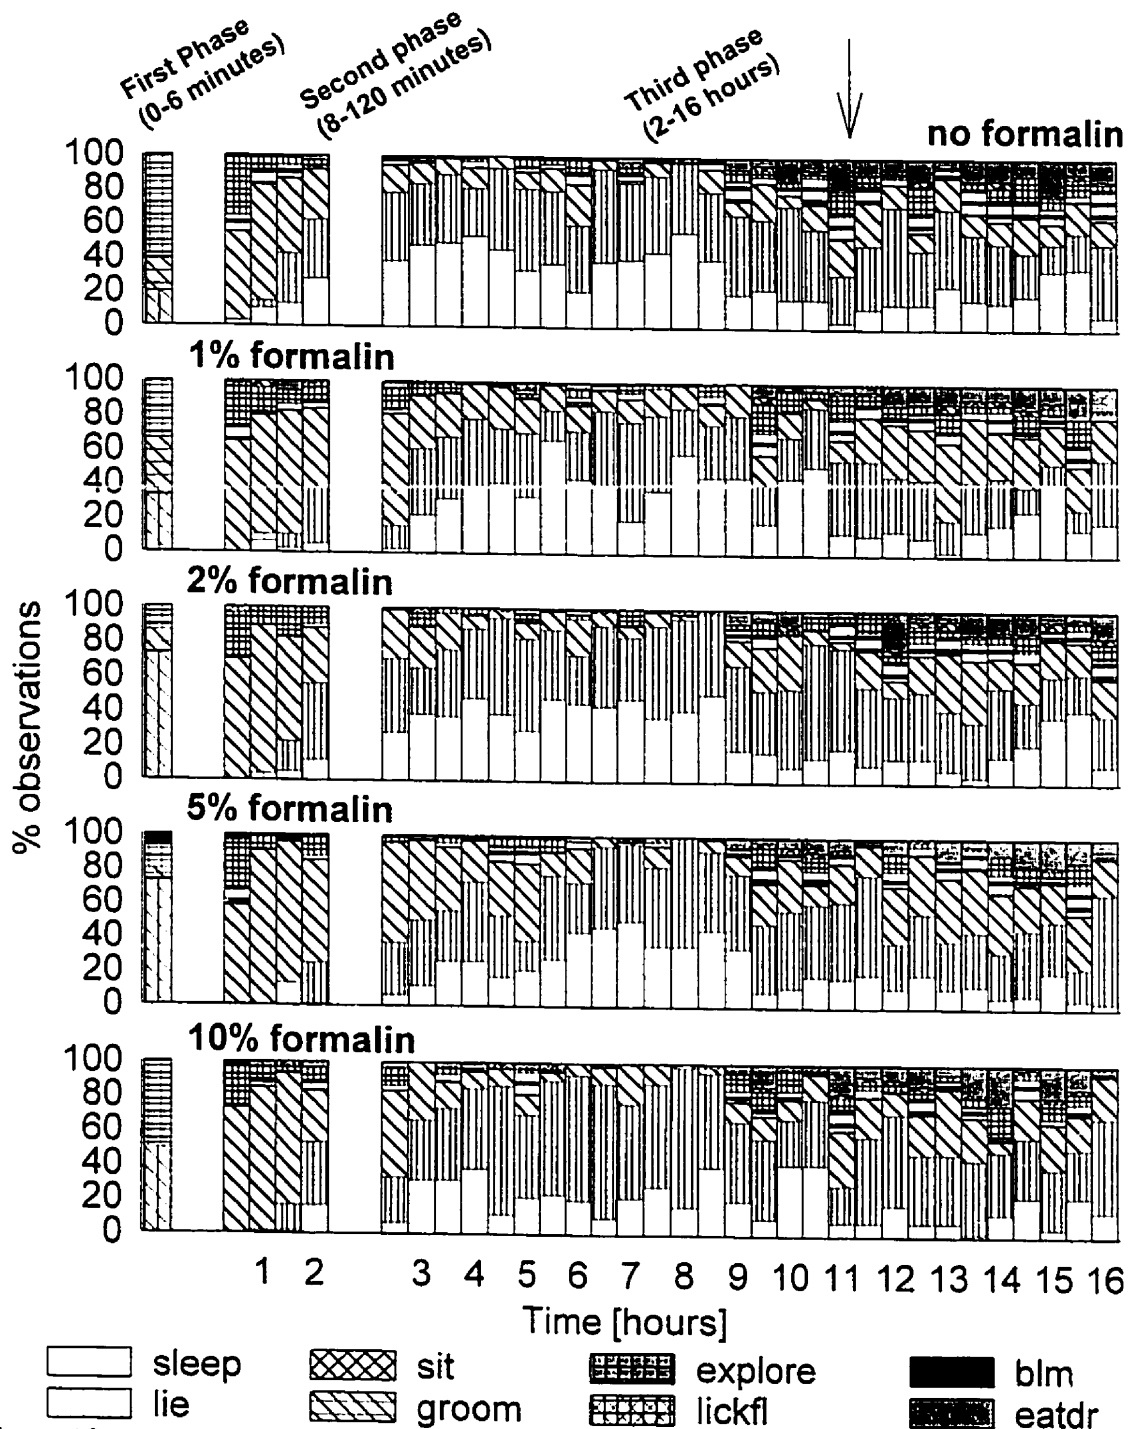 First Phase
(0-6 minutes)
Second phase
(8-120 minutes)
Third phase
(2-16 hours)
no formalin
100
80
60
40
20
0
1% formalin
100
80
60
40
20
0
2% formalin
100
80
60
40
20
0
5% formalin
100
80
60
40
20
0
10% formalin
100
80
60
40
20
0
% observations
1 2 3 4 5 6 7 8 9 10 11 12 13 14 15 16
Time [hours]
sleep sit explore blm
lie groom lickfl eatdr